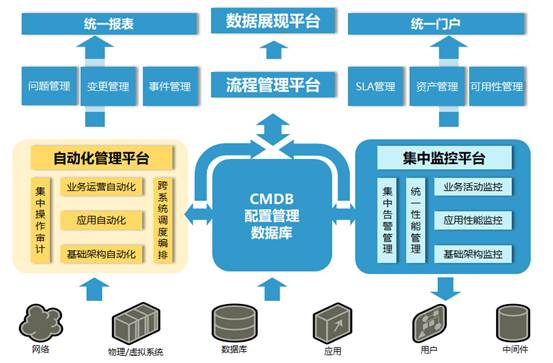 统一报表
数据展现平台
统一门户
问题管理
变更管理
事件管理
流程管理平台
SLA管理
资产管理
可用性管理
自动化管理平台
集中操作审计
业务运营自动化
应用自动化
基础架构自动化
跨系统调度编排
CMDB
配置管理
数据库
集中监控平台
集中告警管理
统一性能管理
业务活动监控
应用性能监控
基础架构监控
网络
物理/虚拟系统
数据库
应用
用户
中间件